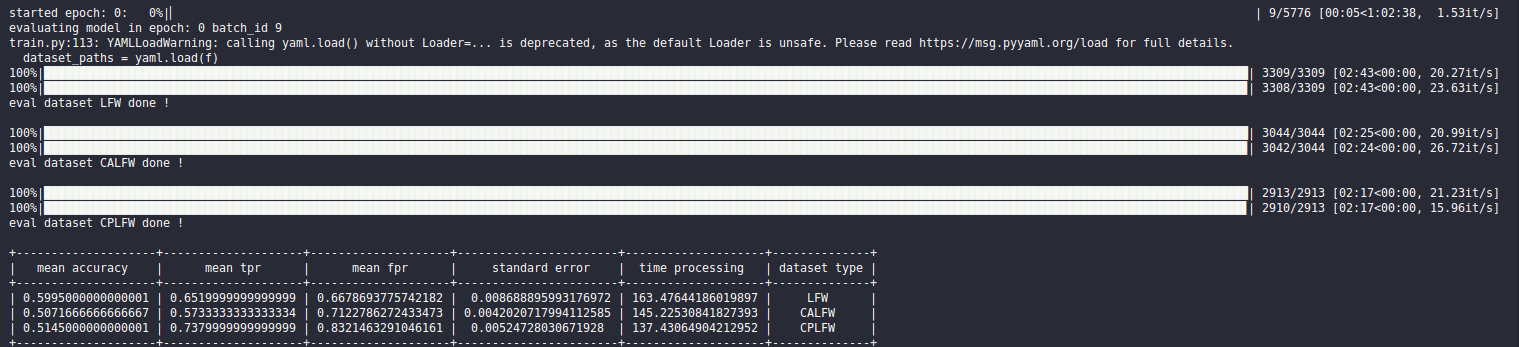 started epoch: 0:   0%|          | 9/5776 [00:05<1:02:38,  1.53it/s]
evaluating model in epoch: 0 batch_id 9
train.py:113: YAMLLoadWarning: calling yaml.load() without Loader=... is deprecated, as the default Loader is unsafe. Please read https://msg.pyyaml.org/load for full details.
  dataset_paths = yaml.load(f)
100%|██████████| 3309/3309 [02:43<00:00, 20.27it/s]
100%|██████████| 3308/3309 [02:43<00:00, 23.63it/s]
eval dataset LFW done !
100%|██████████| 3044/3044 [02:25<00:00, 20.99it/s]
100%|██████████| 3042/3044 [02:24<00:00, 26.72it/s]
eval dataset CALFW done !
100%|██████████| 2913/2913 [02:17<00:00, 21.23it/s]
100%|██████████| 2910/2913 [02:17<00:00, 15.96it/s]
eval dataset CPLFW done !
+--------------------+--------------------+--------------------+-----------------------+--------------------+--------------+
|   mean accuracy    |      mean tpr      |      mean fpr      |     standard error    |  time processing   | dataset type |
+--------------------+--------------------+--------------------+-----------------------+--------------------+--------------+
| 0.5995000000000001 | 0.6519999999999999 | 0.6678693775742182 |  0.008688895993176972 | 163.47644186019897 |     LFW      |
| 0.5071666666666667 | 0.5733333333333334 | 0.7122786272433473 | 0.0042020717994112585 | 145.22530841827393 |    CALFW     |
| 0.5145000000000001 | 0.7379999999999999 | 0.8321463291046161 |  0.00524728030671928  | 137.43064904212952 |    CPLFW     |
+--------------------+--------------------+--------------------+-----------------------+--------------------+--------------+